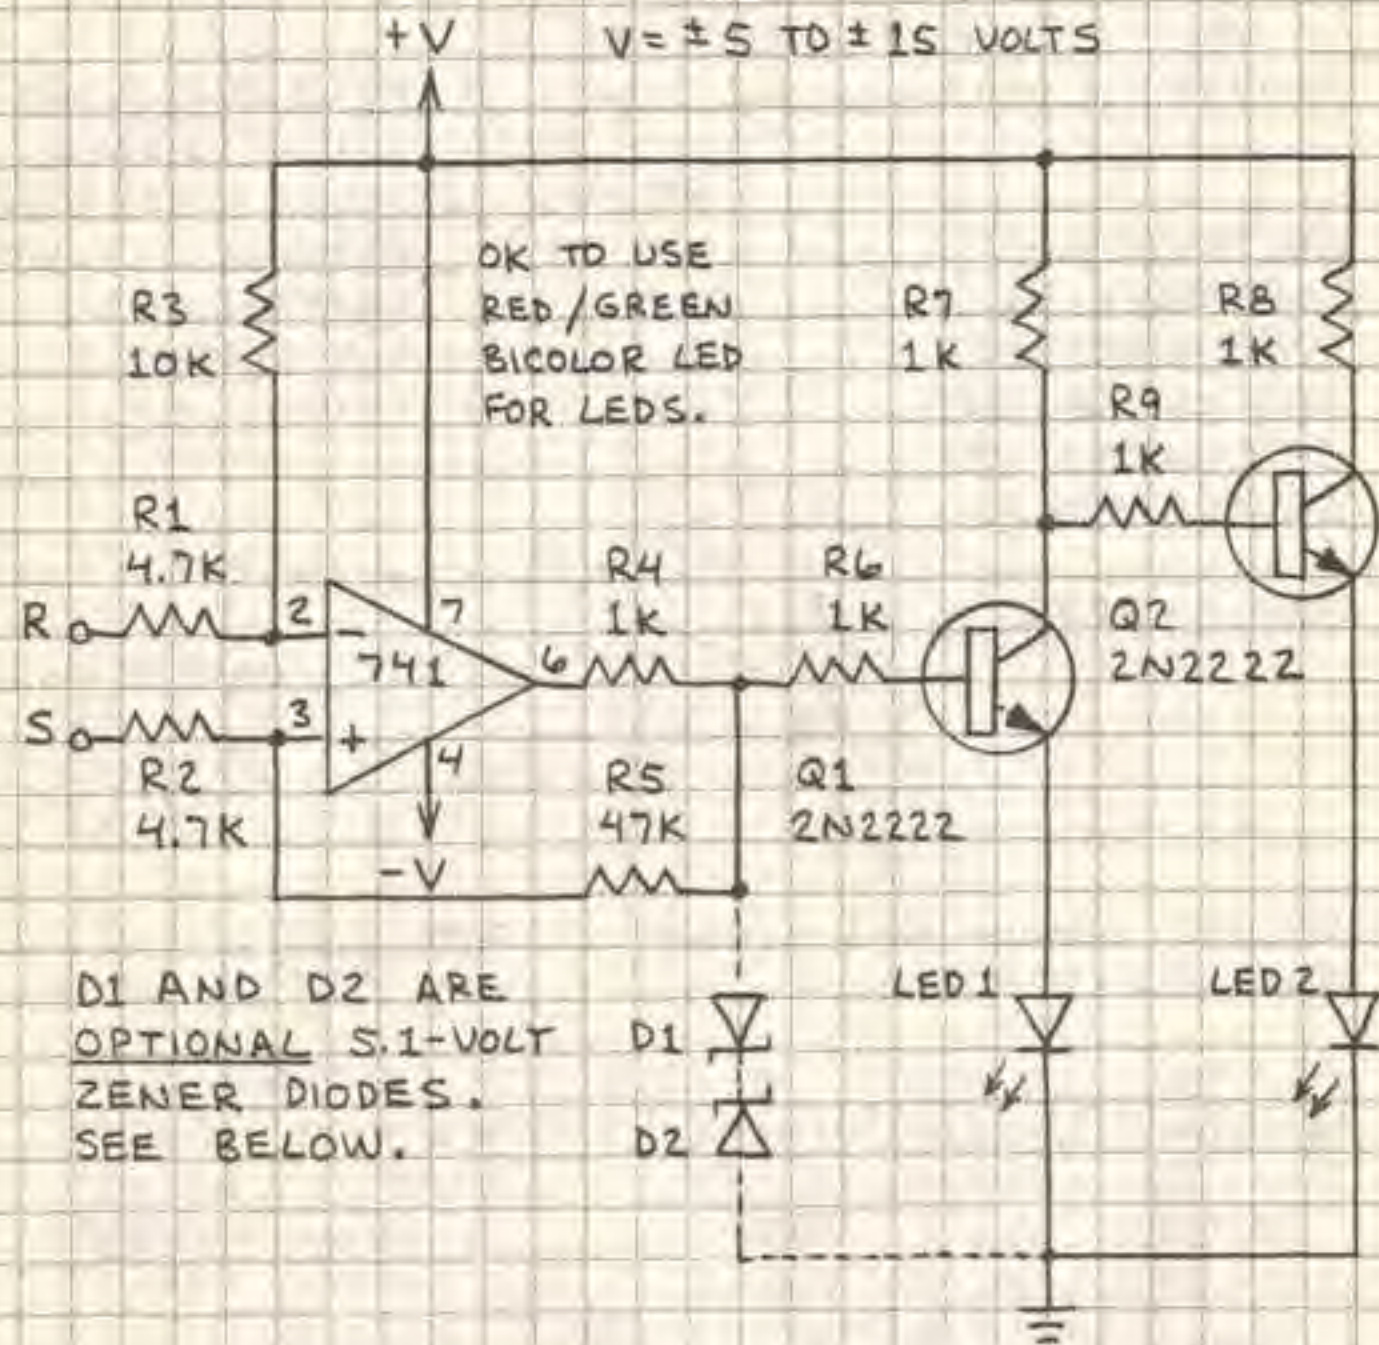 +V
V = ± 5 TO ± 15 VOLTS
OK TO USE
RED/GREEN
BICOLOR LED
FOR LEDS.
R3
10K
R7
1K
R8
1K
R9
1K
R1
4.7K
R
2
-
7
741
6
R4
1K
R6
1K
Q2
2N2222
S
3
+
4
R2
4.7K
-V
R5
47K
Q1
2N2222
D1 AND D2 ARE
OPTIONAL 5.1-VOLT
ZENER DIODES.
SEE BELOW.
D1
D2
LED 1
LED 2